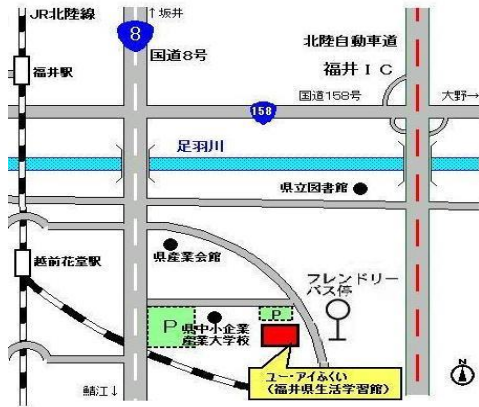 JR北陸線
↑坂井
8
国道8号
北陸自動車道
福井駅
福井IC
国道158号
大野→
158
足羽川
県立図書館
県産業会館
越前花堂駅
フレンドリー
バス停
P
P
県中小企業
産業大学校
ユー・アイふくい
(福井県生活学習館)
鯖江↓
N